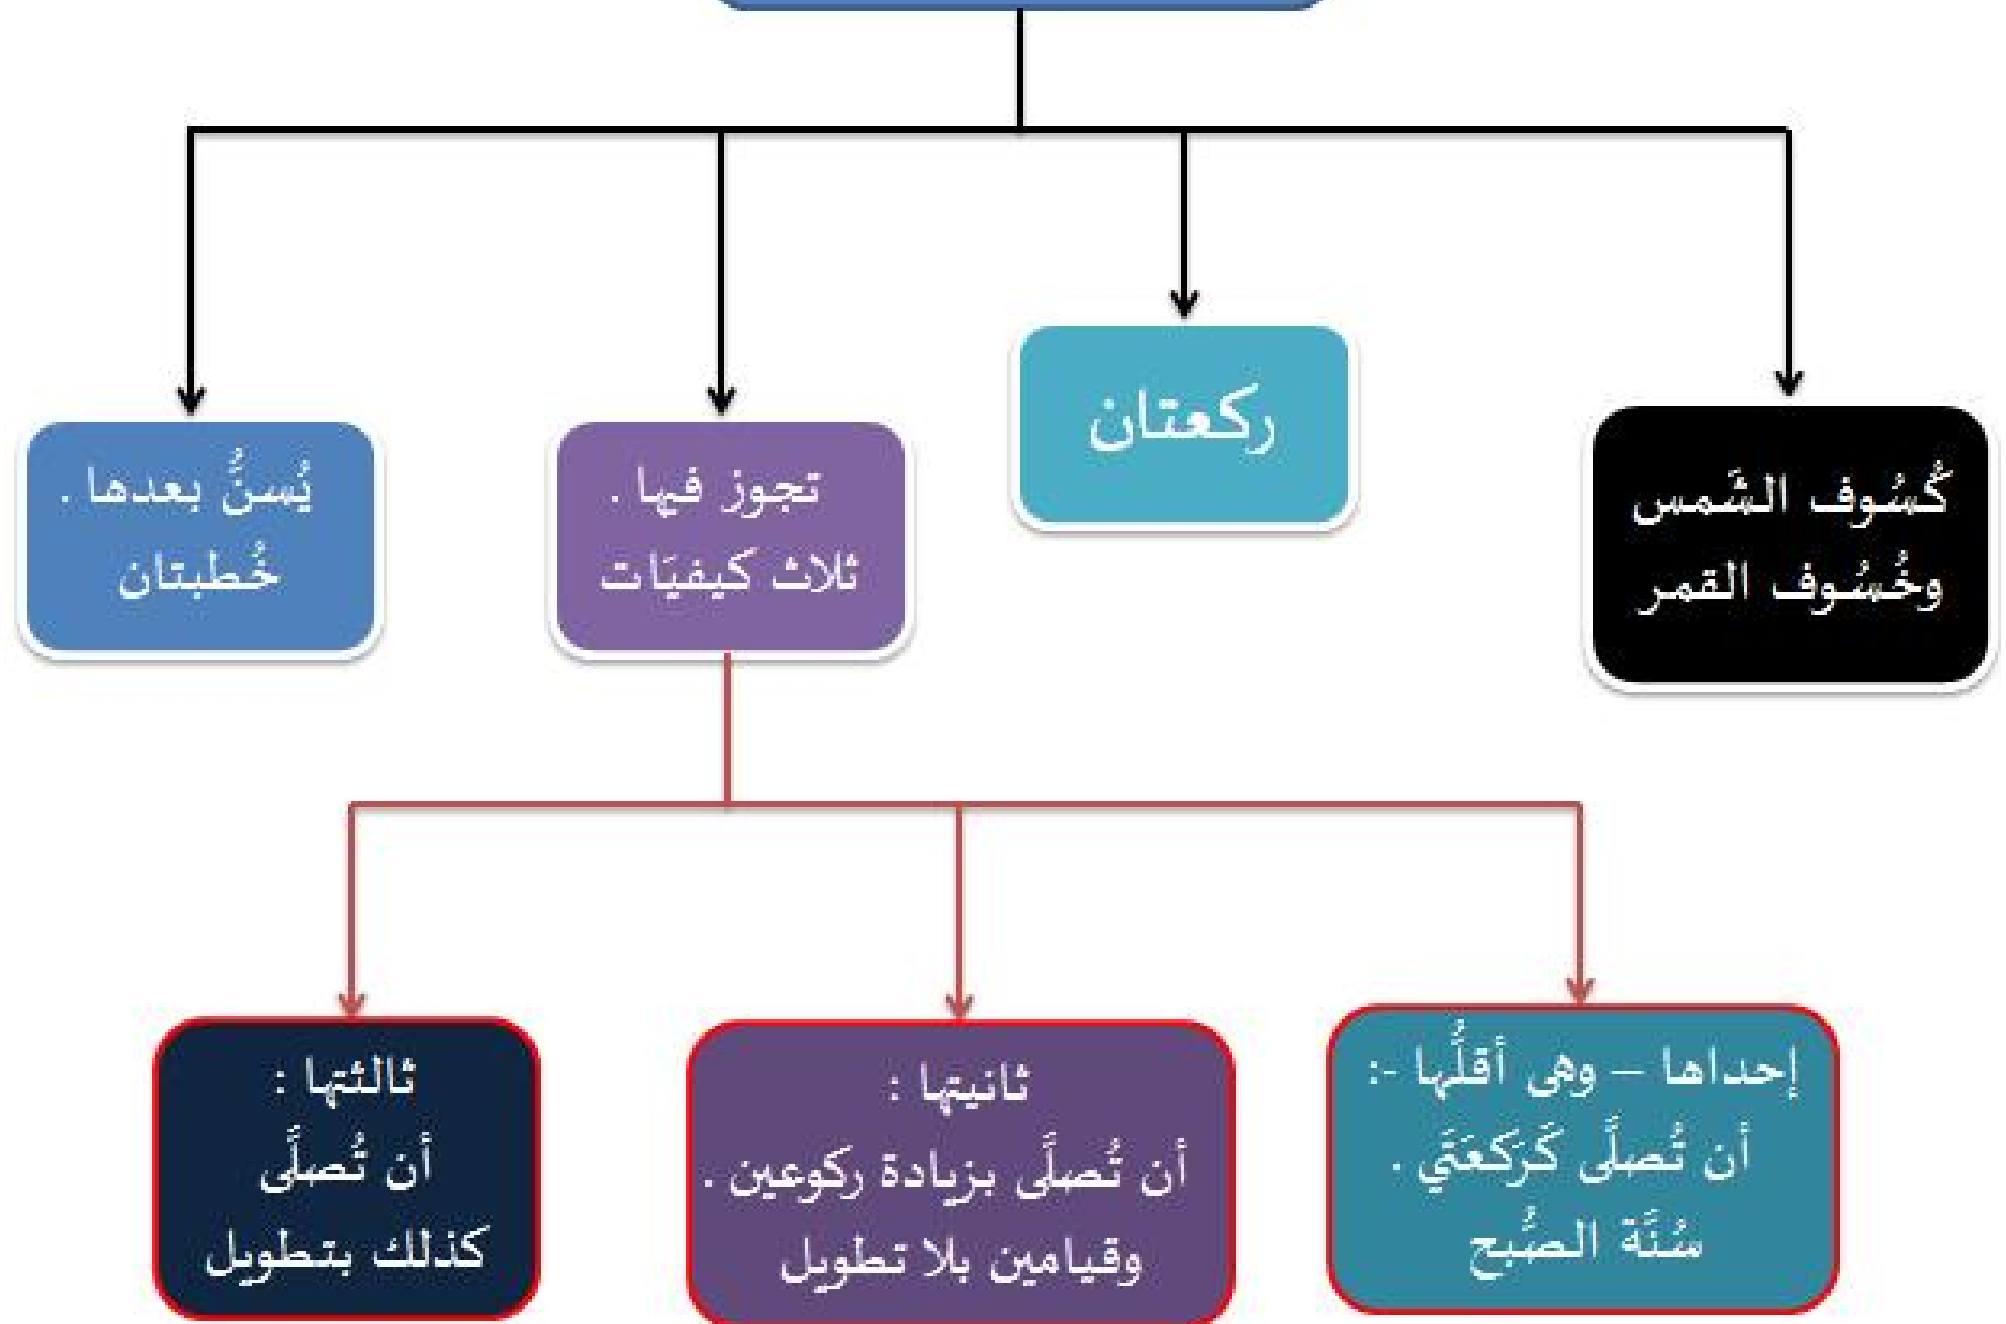 كُسُوف الشَمس
وخُسُوف القمر
ركعتان
تجوز فيها .
ثلاث كيفيَات
يُسنُّ بعدها .
خُطبتان
إحداها – وهى أقلُّها :-
أن تُصلَّى كَرَكعَتَي .
سُنَّة الصُّبح
ثانيتها :
أن تُصلَّى بزيادة ركوعين .
وقيامين بلا تطويل
ثالثتها :
أن تُصلَّى
كذلك بتطويل